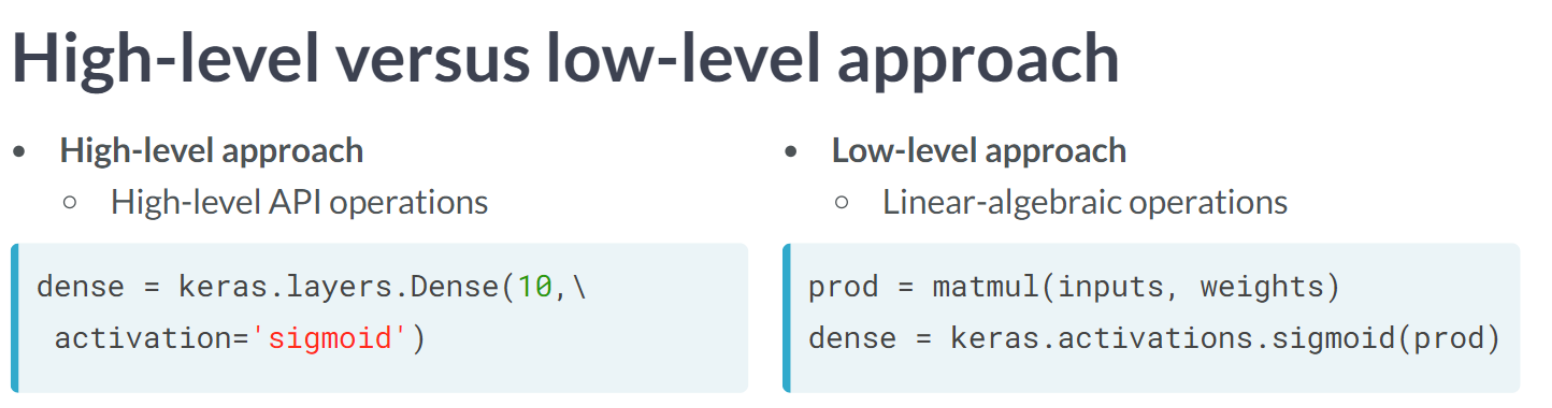 High-level versus low-level approach
• High-level approach
○ High-level API operations
dense = keras.layers.Dense(10,\
 activation='sigmoid')
• Low-level approach
○ Linear-algebraic operations
prod = matmul(inputs, weights)
dense = keras.activations.sigmoid(prod)